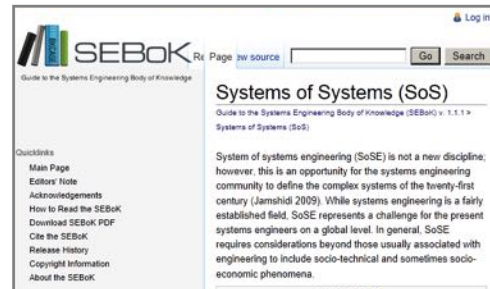 Log in
SEBoK
Re Page ew source Go Search
Guide to the Systems Engineering Body of Knowledge
Systems of Systems (SoS)
Guide to the Systems Engineering Body of Knowledge (SEBoK) v. 1.1.1 >
Systems of Systems (SoS)
Quicklinks
Main Page
Editors' Note
Acknowledgements
How to Read the SEBoK
Download SEBoK PDF
Cite the SEBoK
Release History
Copyright Information
About the SEBoK
System of systems engineering (SoSE) is not a new discipline;
however, this is an opportunity for the systems engineering
community to define the complex systems of the twenty-first
century (Jamshidi 2009). While systems engineering is a fairly
established field, SoSE represents a challenge for the present
systems engineers on a global level. In general, SoSE
requires considerations beyond those usually associated with
engineering to include socio-technical and sometimes socio-
economic phenomena.